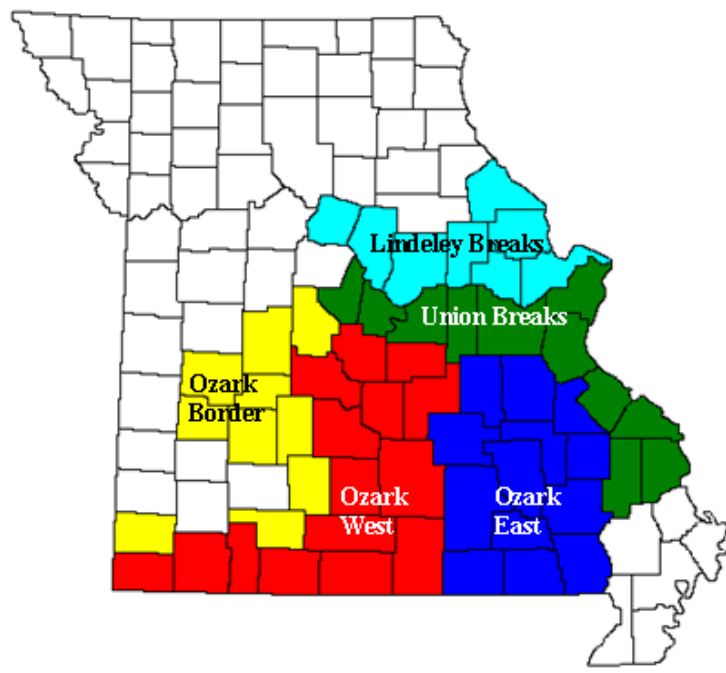 Lindeley Breaks
Union Breaks
Ozark
Border
Ozark
West
Ozark
East